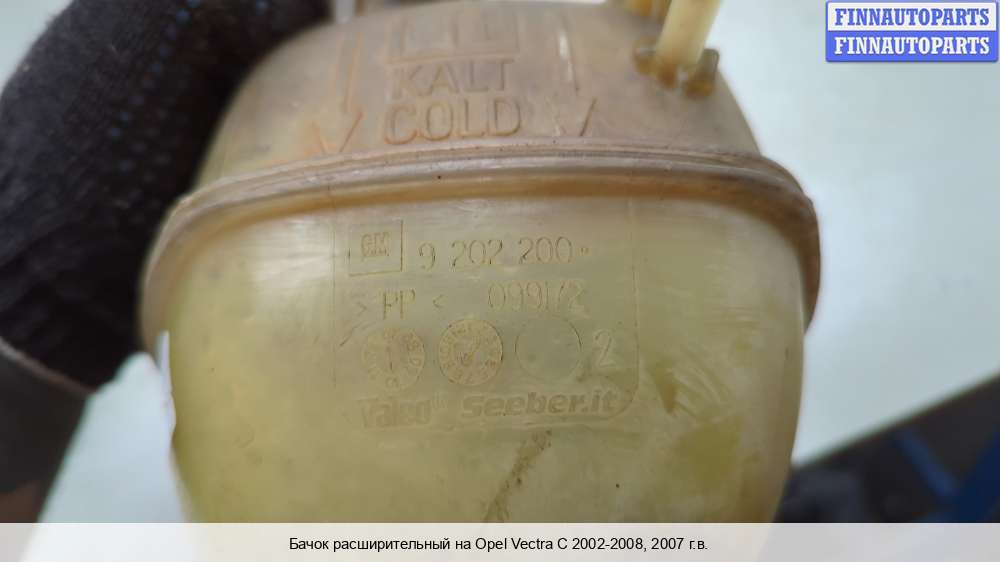 FINNAUTOPARTS
FINNAUTOPARTS
KALT
COLD
GM
9 202 200
>PP< 099172
2
Valeo Seeber.it
Бачок расширительный на Opel Vectra C 2002-2008, 2007 г.в.